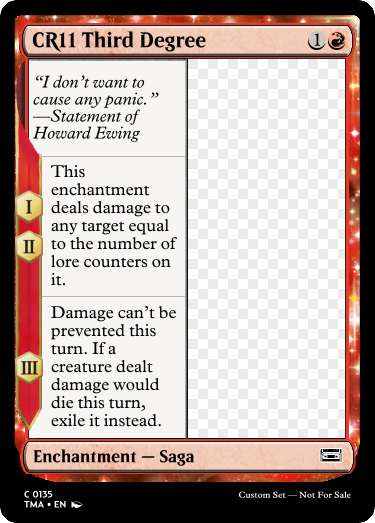 CR11 Third Degree 1
“I don’t want to
cause any panic.”
—Statement of
Howard Ewing
This
enchantment
deals damage to
any target equal
to the number of
lore counters on
it.
I
II
Damage can’t be
prevented this
turn. If a
creature dealt
damage would
die this turn,
exile it instead.
III
Enchantment — Saga
C 0135
TMA • EN
Custom Set — Not For Sale